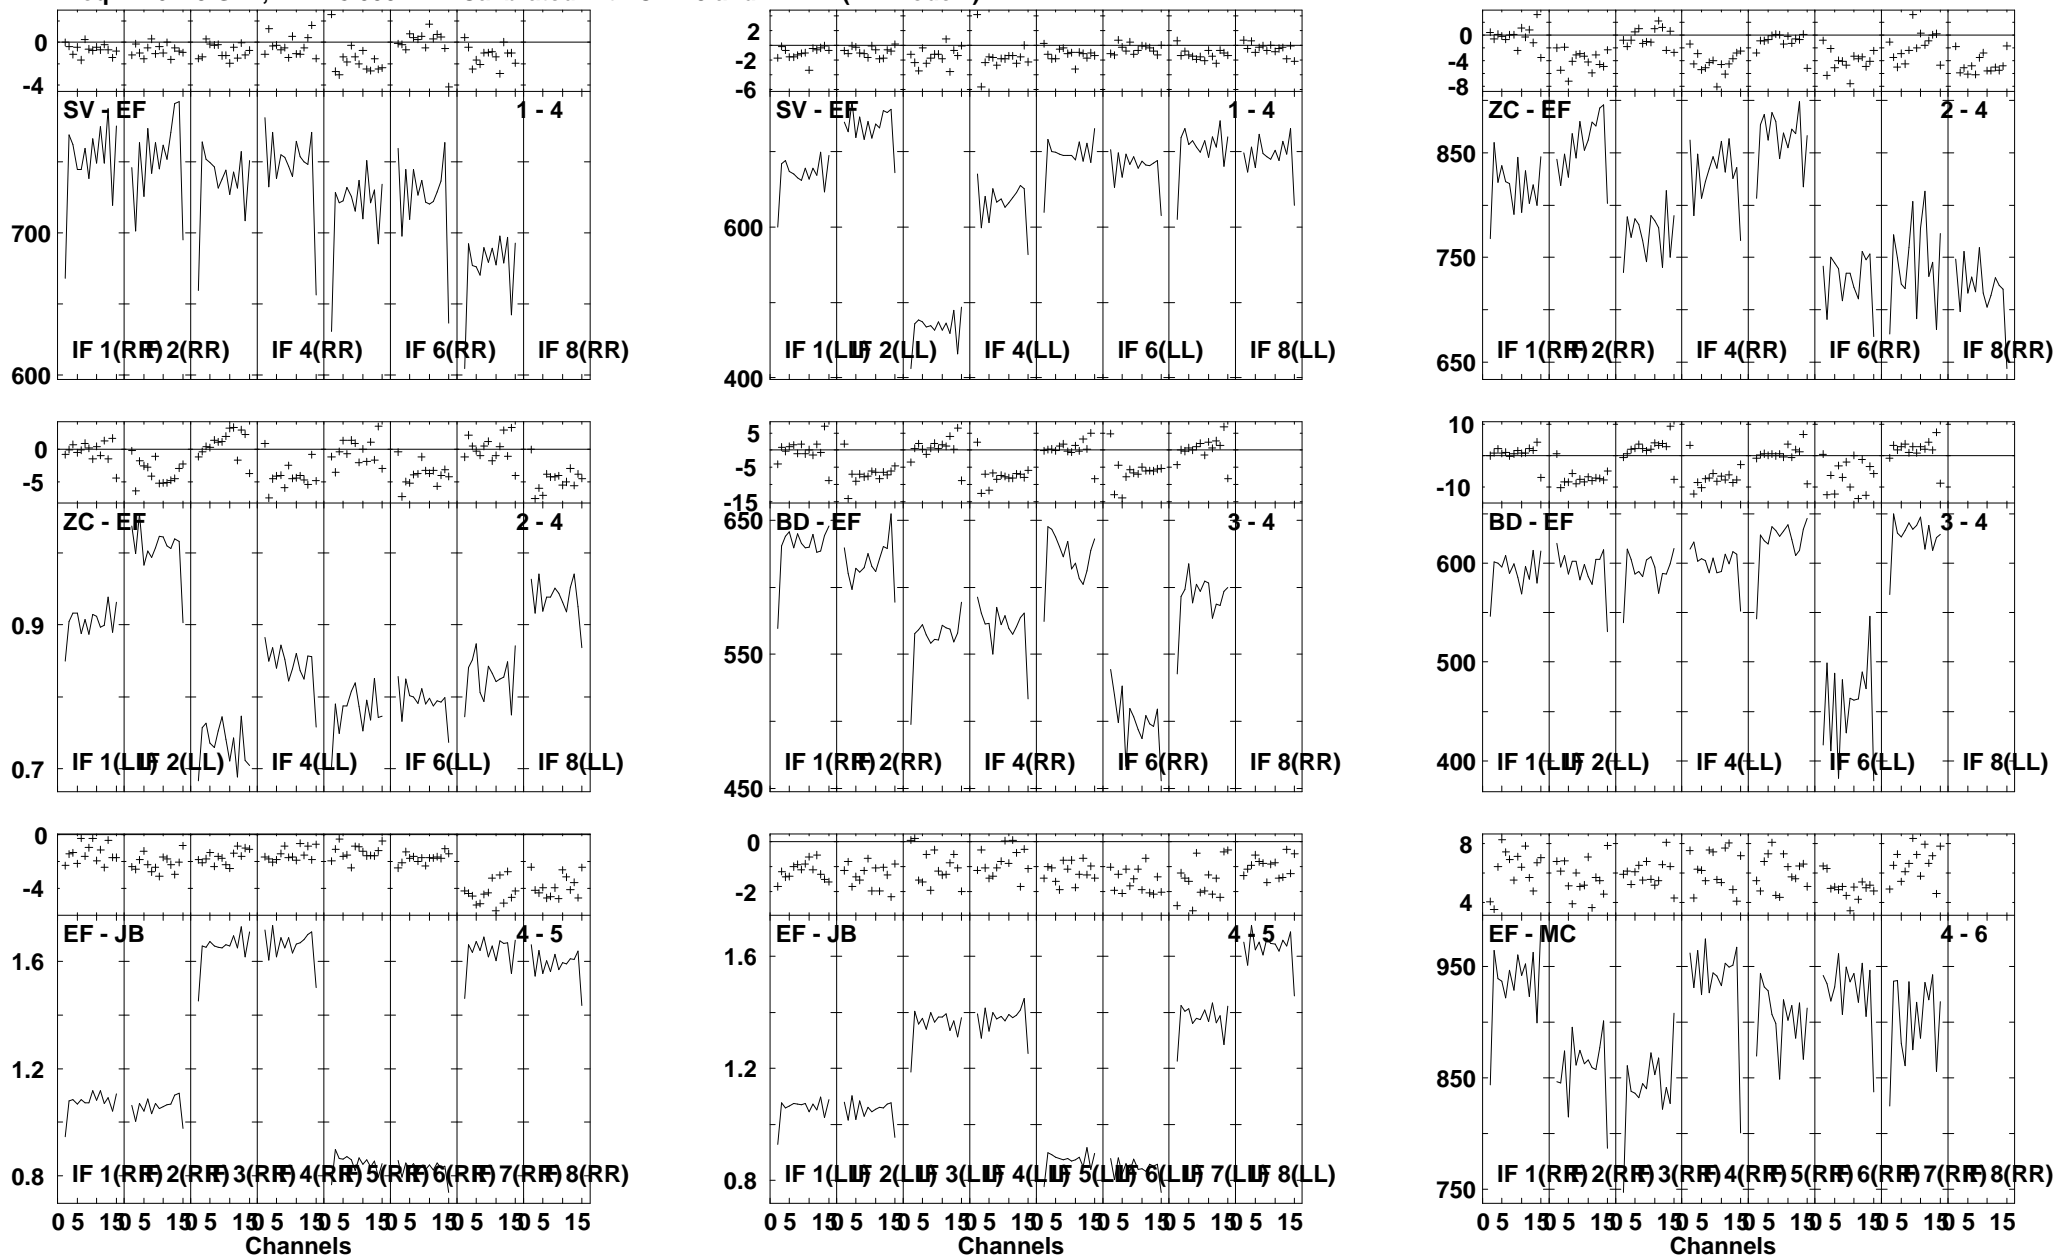 0
-4
SV - EF
1 - 4
700
600
IF 1(RR)
IF 2(RR)
IF 4(RR)
IF 6(RR)
IF 8(RR)
2
-2
-6
SV - EF
1 - 4
600
400
IF 1(LL)
IF 2(LL)
IF 4(LL)
IF 6(LL)
IF 8(LL)
0
-4
-8
ZC - EF
2 - 4
850
750
650
IF 1(RR)
IF 2(RR)
IF 4(RR)
IF 6(RR)
IF 8(RR)
0
-5
ZC - EF
2 - 4
0.9
0.7
IF 1(LL)
IF 2(LL)
IF 4(LL)
IF 6(LL)
IF 8(LL)
5
-5
-15
650
BD - EF
3 - 4
550
450
IF 1(RR)
IF 2(RR)
IF 4(RR)
IF 6(RR)
IF 8(RR)
10
-10
BD - EF
3 - 4
600
500
400
IF 1(LL)
IF 2(LL)
IF 4(LL)
IF 6(LL)
IF 8(LL)
0
-4
EF - JB
4 - 5
1.6
1.2
0.8
IF 1(RR)
IF 2(RR)
IF 3(RR)
IF 4(RR)
IF 5(RR)
IF 6(RR)
IF 7(RR)
IF 8(RR)
0 5 15 0 5 15 0 5 15 0 5 15 0 5 15 0 5 15 0 5 15 0 5 15
Channels
0
-2
EF - JB
4 - 5
1.6
1.2
0.8
IF 1(LL)
IF 2(LL)
IF 3(LL)
IF 4(LL)
IF 5(LL)
IF 6(LL)
IF 7(LL)
IF 8(LL)
0 5 15 0 5 15 0 5 15 0 5 15 0 5 15 0 5 15 0 5 15 0 5 15
Channels
8
4
EF - MC
4 - 6
950
850
750
IF 1(RR)
IF 2(RR)
IF 3(RR)
IF 4(RR)
IF 5(RR)
IF 6(RR)
IF 7(RR)
IF 8(RR)
0 5 15 0 5 15 0 5 15 0 5 15 0 5 15 0 5 15 0 5 15 0 5 15
Channels